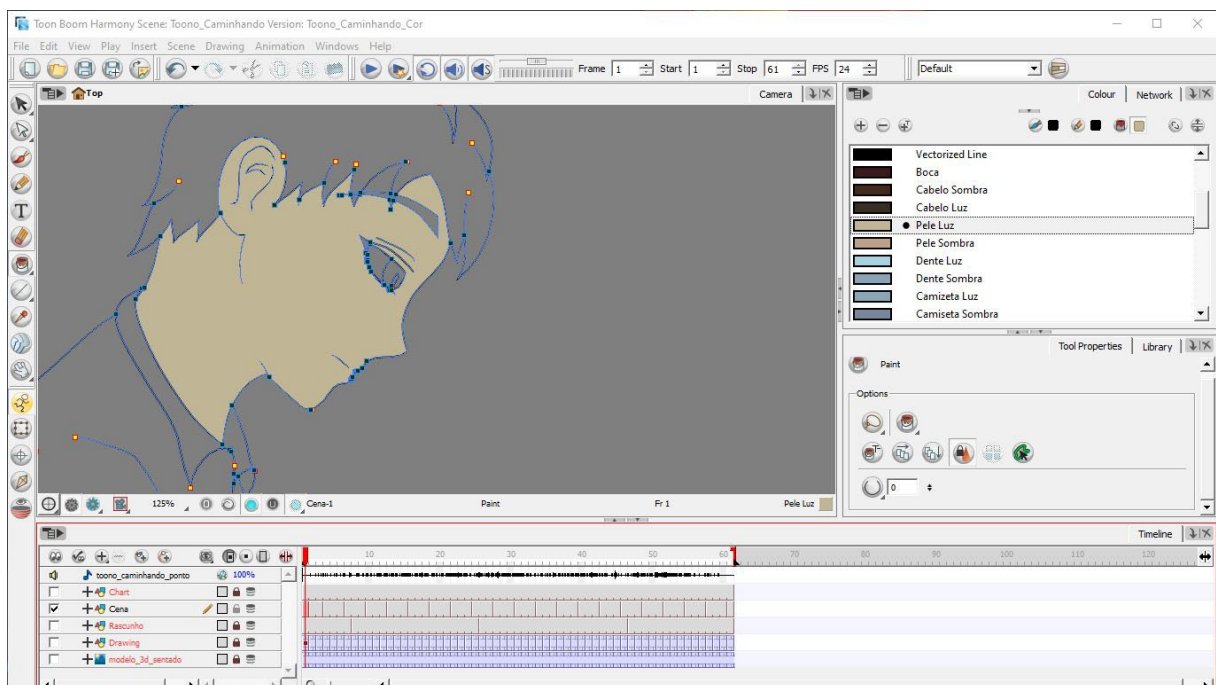 Toon Boom Harmony Scene: Toono_Caminhando Version: Toono_Caminhando_Cor
File Edit View Play Insert Scene Drawing Animation Windows Help
Frame 1 Start 1 Stop 61 FPS 24 Default
Top Camera
Colour Network
Vectorized Line
Boca
Cabelo Sombra
Cabelo Luz
Pele Luz
Pele Sombra
Dente Luz
Dente Sombra
Camizeta Luz
Camiseta Sombra
Tool Properties Library
Paint
Options
0
125% Cena-1 Paint Fr 1 Pele Luz
Timeline
10 20 30 40 50 60 70 80 90 100 110 120
toono_caminhando_ponto 100%
Chart
Cena
Rascunho
Drawing
modelo_3d_sentado